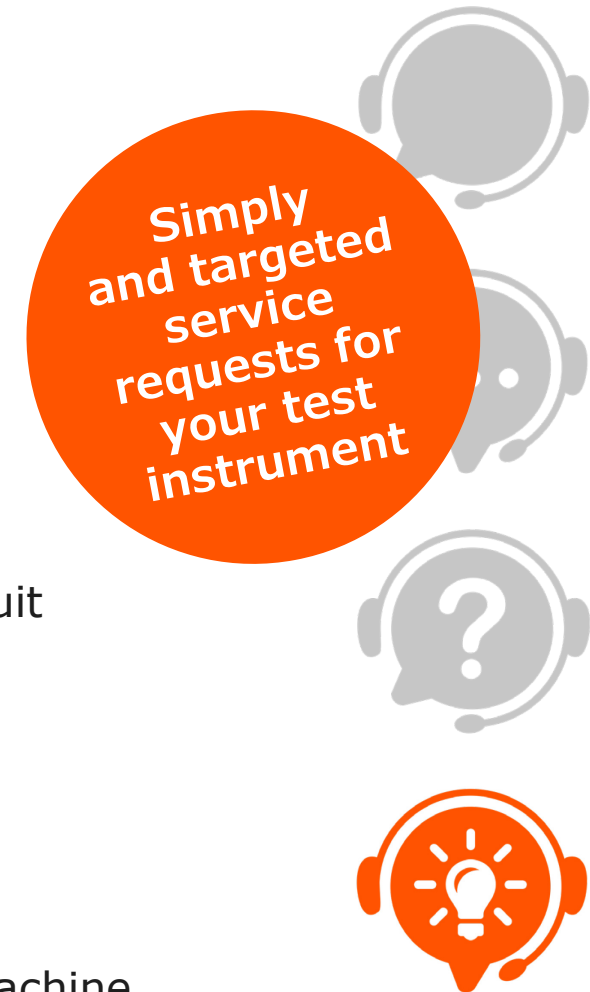 Simply
and targeted
service
requests for
your test
instrument
uit
?
achine